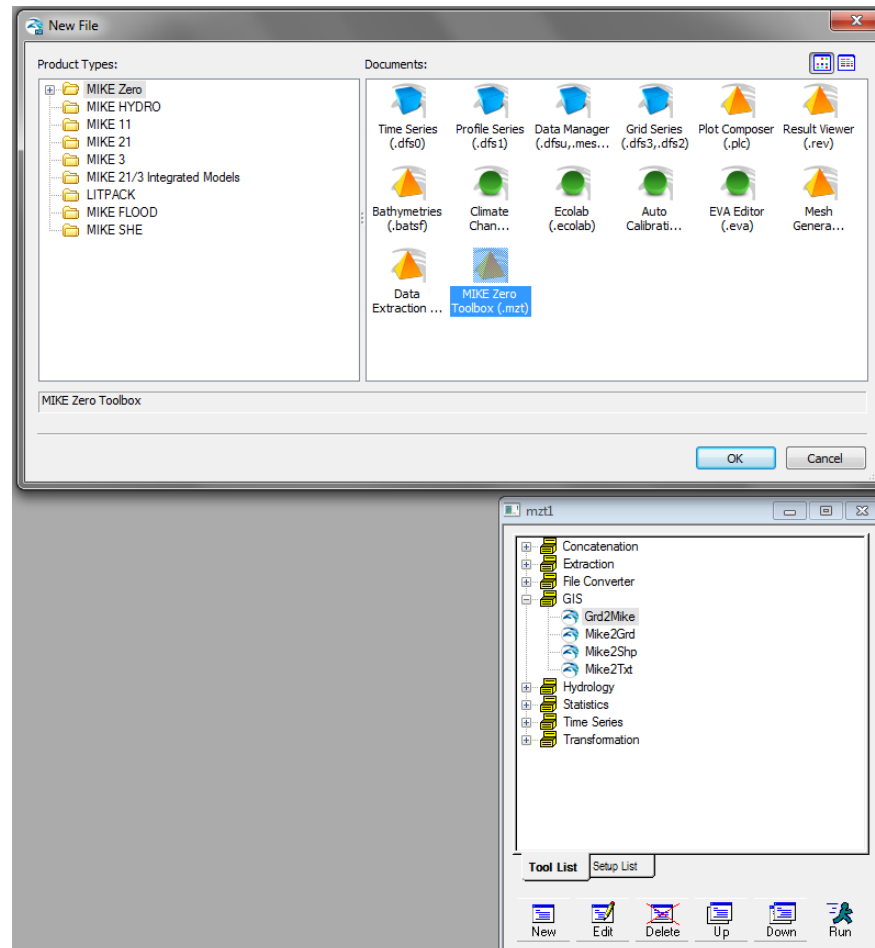 New File
Product Types:
Documents:
MIKE Zero
MIKE HYDRO
MIKE 11
MIKE 21
MIKE 3
MIKE 21/3 Integrated Models
LITPACK
MIKE FLOOD
MIKE SHE
Time Series
(.dfs0)
Profile Series
(.dfs1)
Data Manager
(.dfsu,.mes...
Grid Series
(.dfs3,.dfs2)
Plot Composer
(.plc)
Result Viewer
(.rev)
Bathymetries
(.batsf)
Climate
Chan...
Ecolab
(.ecolab)
Auto
Calibrati...
EVA Editor
(.eva)
Mesh
Genera...
Data
Extraction ...
MIKE Zero
Toolbox (.mzt)
MIKE Zero Toolbox
OK
Cancel
mzt1
Concatenation
Extraction
File Converter
GIS
Grd2Mike
Mike2Grd
Mike2Shp
Mike2Txt
Hydrology
Statistics
Time Series
Transformation
Tool List
Setup List
New
Edit
Delete
Up
Down
Run